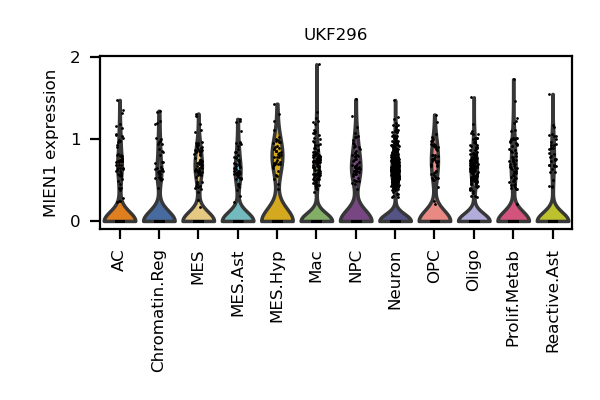 UKF296
MIEN1 expression
2
1
0
AC
Chromatin.Reg
MES
MES.Ast
MES.Hyp
Mac
NPC
Neuron
OPC
Oligo
Prolif.Metab
Reactive.Ast